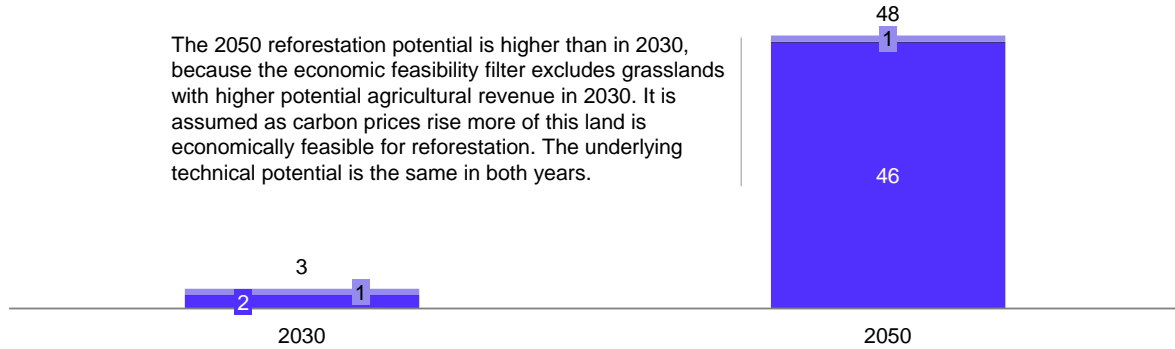 48
1
The 2050 reforestation potential is higher than in 2030,
because the economic feasibility filter excludes grasslands
with higher potential agricultural revenue in 2030. It is
assumed as carbon prices rise more of this land is
economically feasible for reforestation. The underlying
technical potential is the same in both years.
46
3
2
1
2030
2050